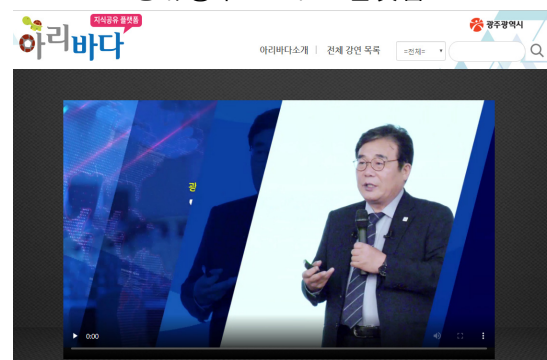 지식공유 플랫폼
아리바다
광주광역시
아리바다소개 | 전체 강연 목록
=전체=
광
0:00